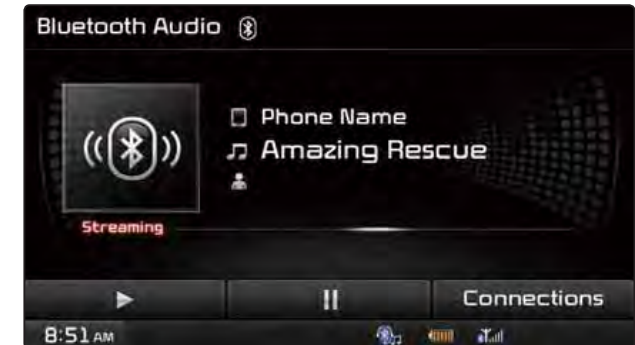 Bluetooth Audio
Phone Name
Amazing Rescue
Streaming
Connections
8:51 AM